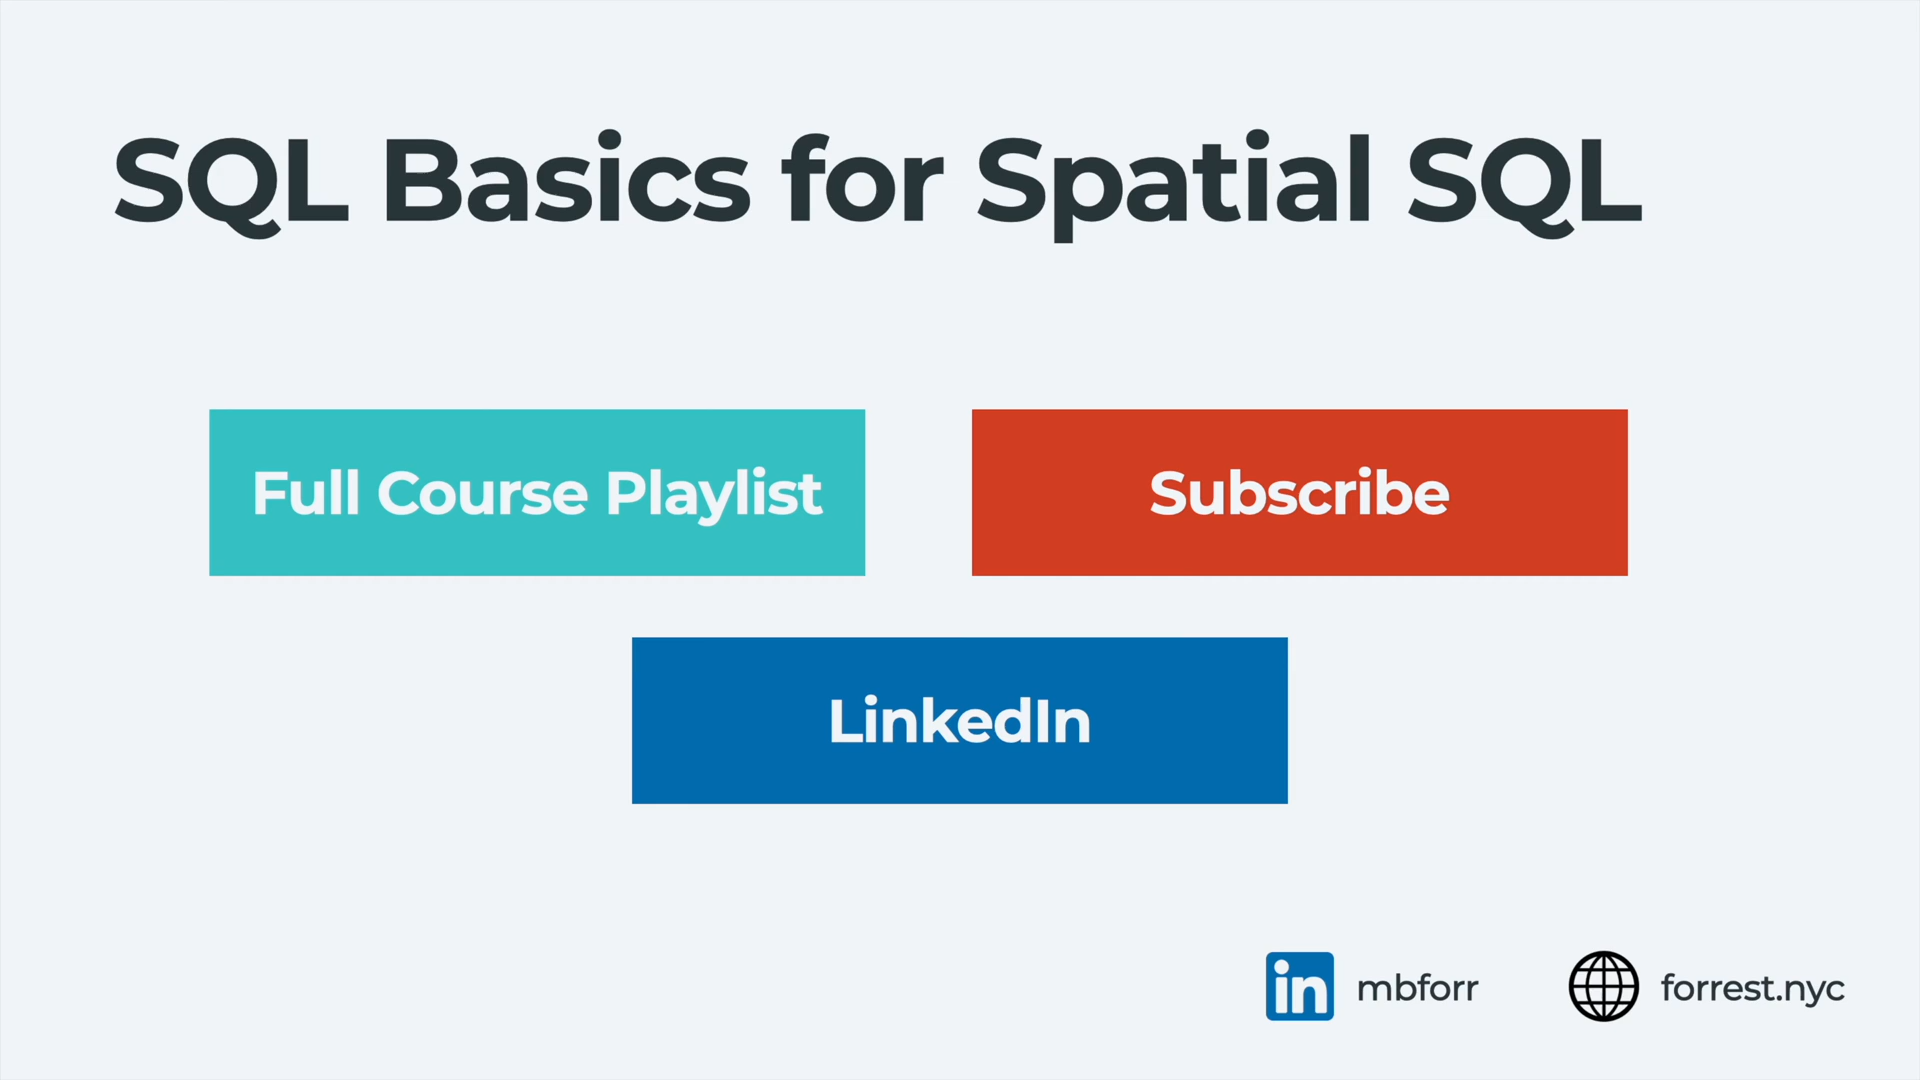 SQL Basics for Spatial SQL
Full Course Playlist
Subscribe
LinkedIn
in mbforr
forrest.nyc